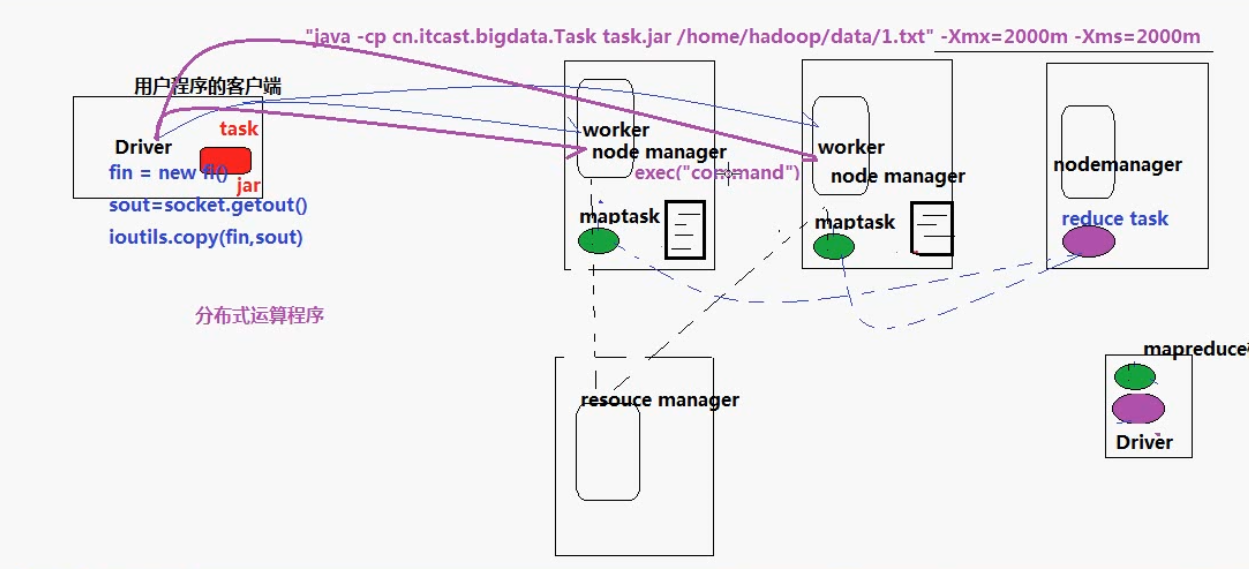 "java -cp cn.itcast.bigdata.Task task.jar /home/hadoop/data/1.txt" -Xmx=2000m -Xms=2000m
用户程序的客户端
Driver
task
jar
fin = new fI()
sout=socket.getout()
ioutils.copy(fin,sout)
worker
node manager
exec("command")
maptask
worker
node manager
maptask
nodemanager
reduce task
分布式运算程序
resouce manager
mapreduce
Driver